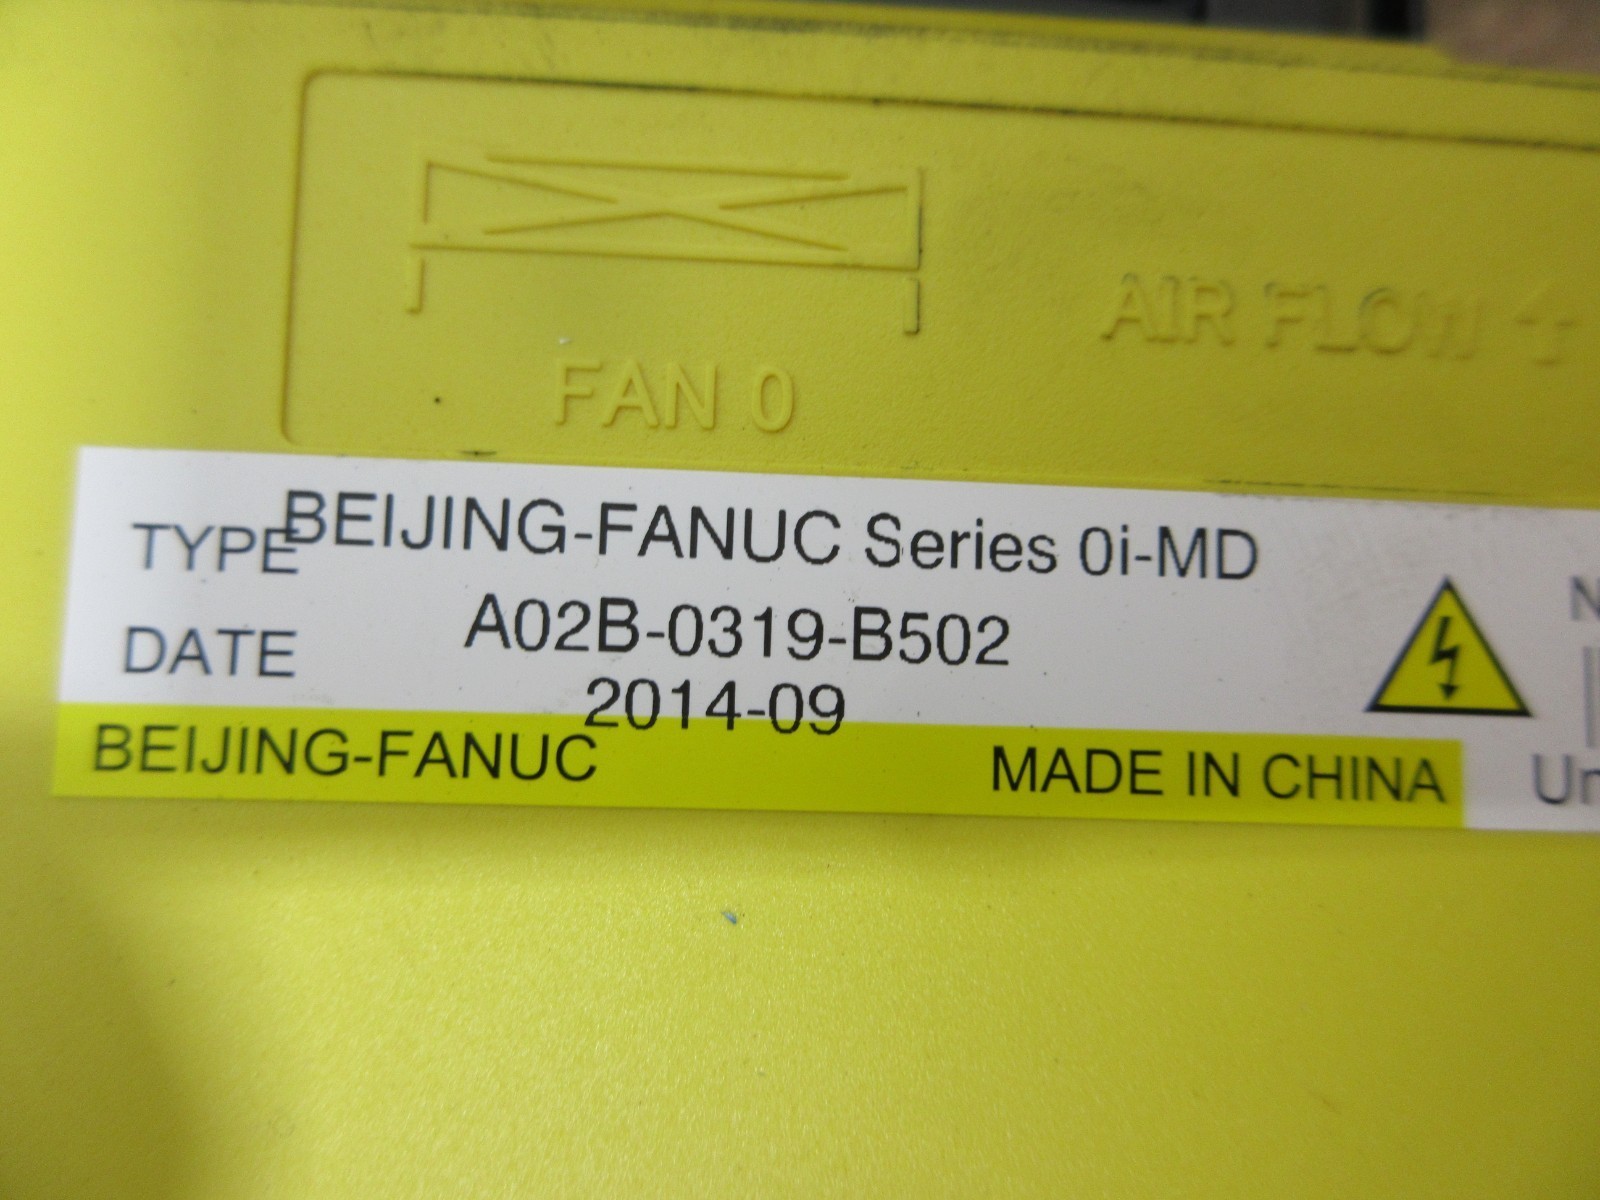 FAN 0
AIR FLOW ⇧
TYPE BEIJING-FANUC Series 0i-MD
A02B-0319-B502
DATE 2014-09
BEIJING-FANUC
MADE IN CHINA